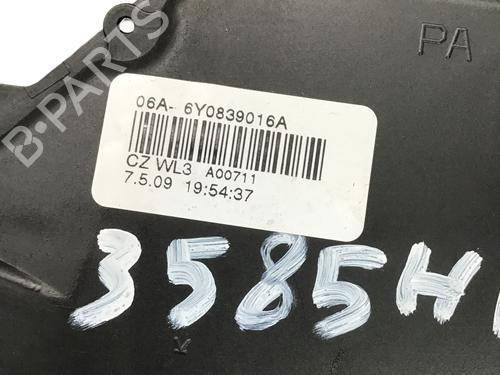 B-PARTS
PA
06A- 6Y0839016A
CZ WL3 A00711
7.5.09 19:54:37
3585H
K